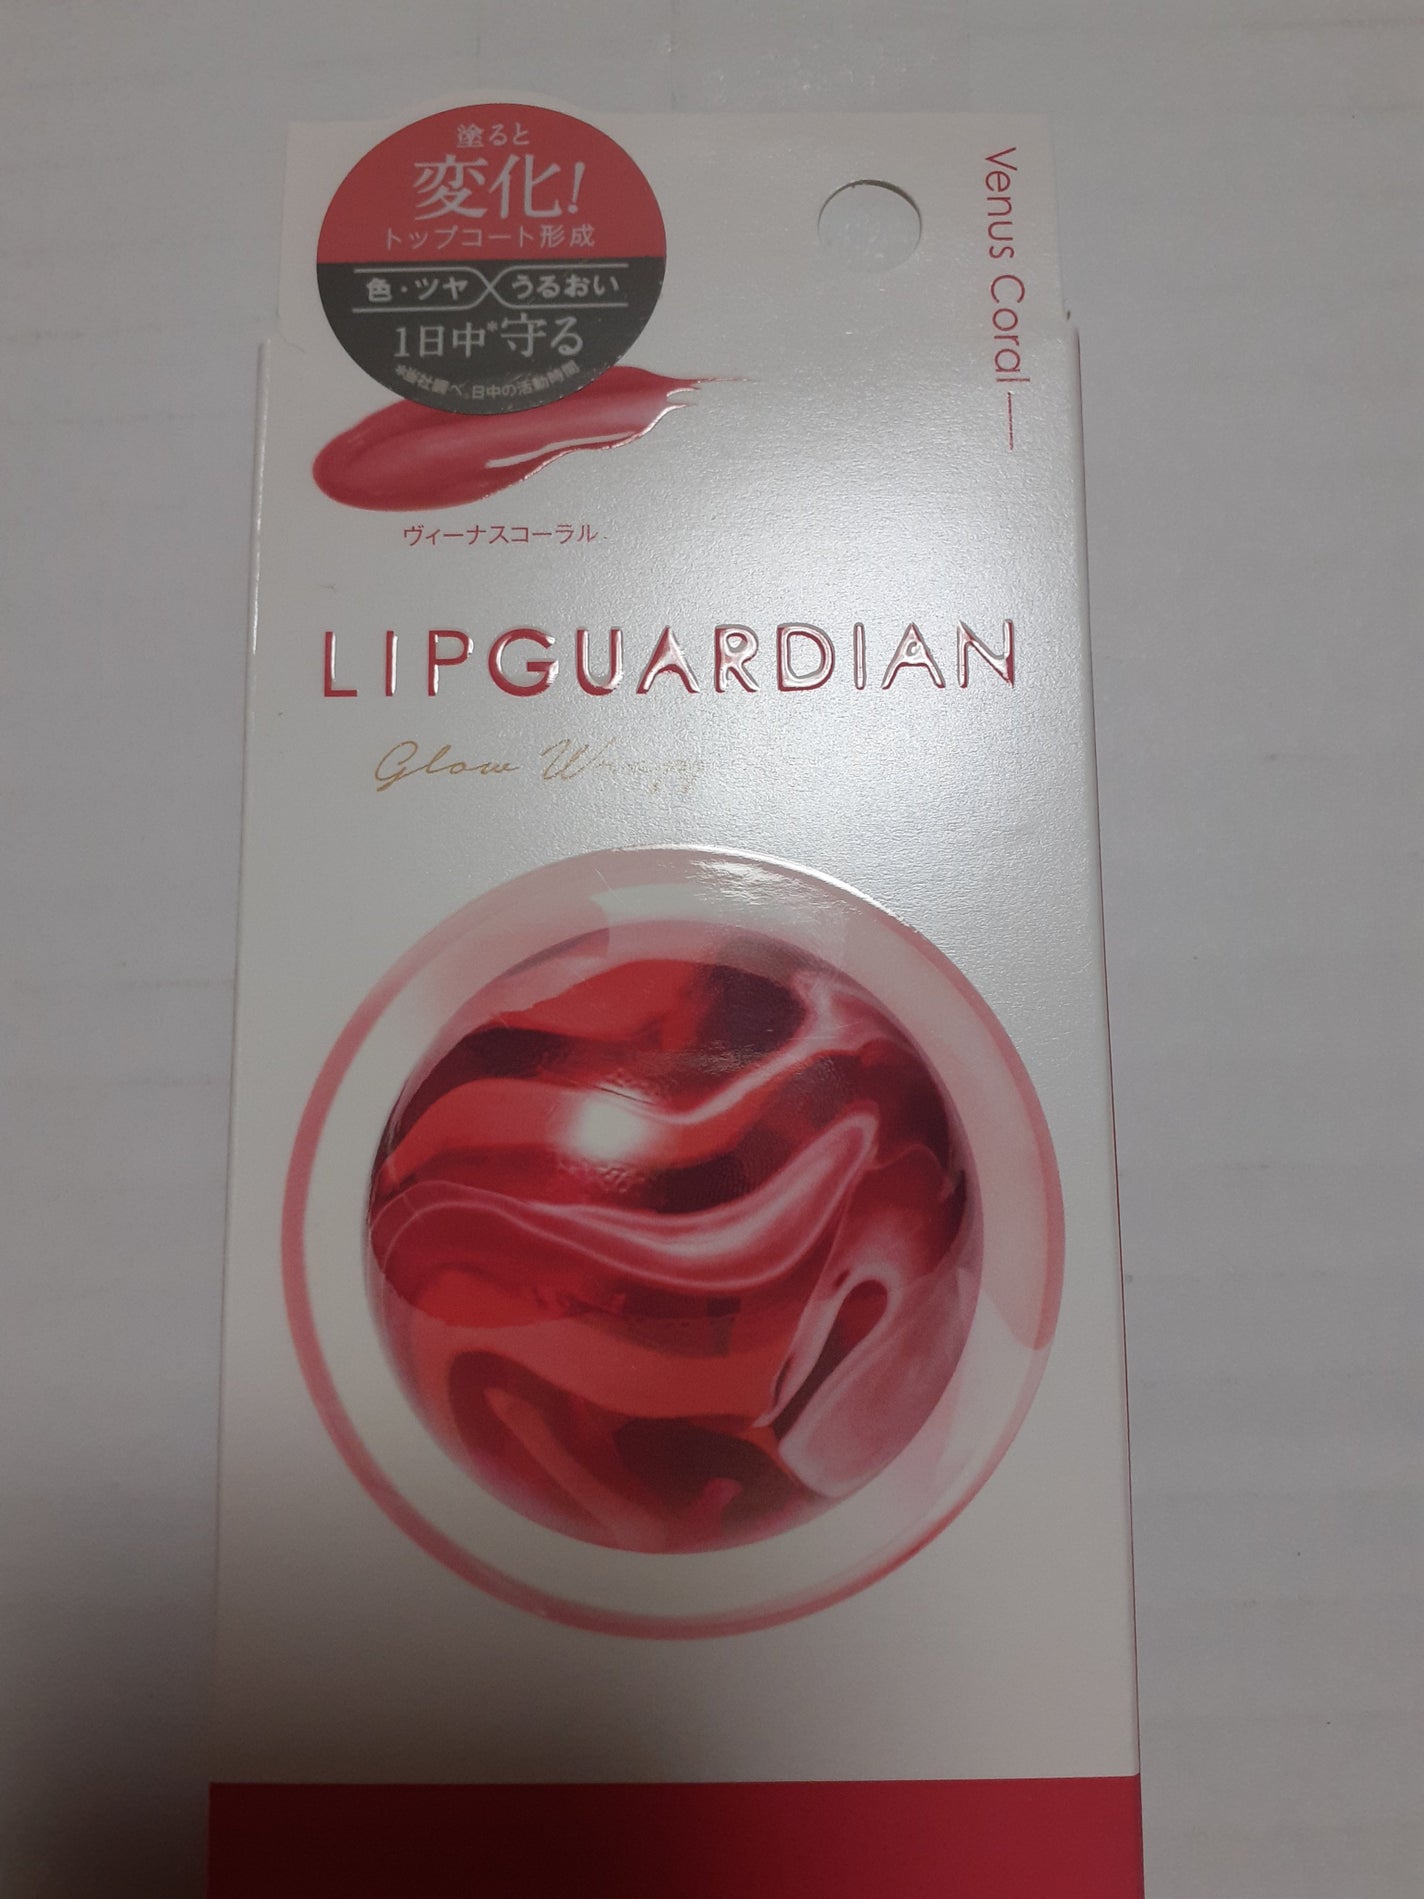 塗ると
変化!
トップコート形成
色・ツヤ うるおい
1日中*守る
*当社調べ。日中の活動時間
Venus Coral
ヴィーナスコーラル
LIPGUARDIAN
Glow Wrapp